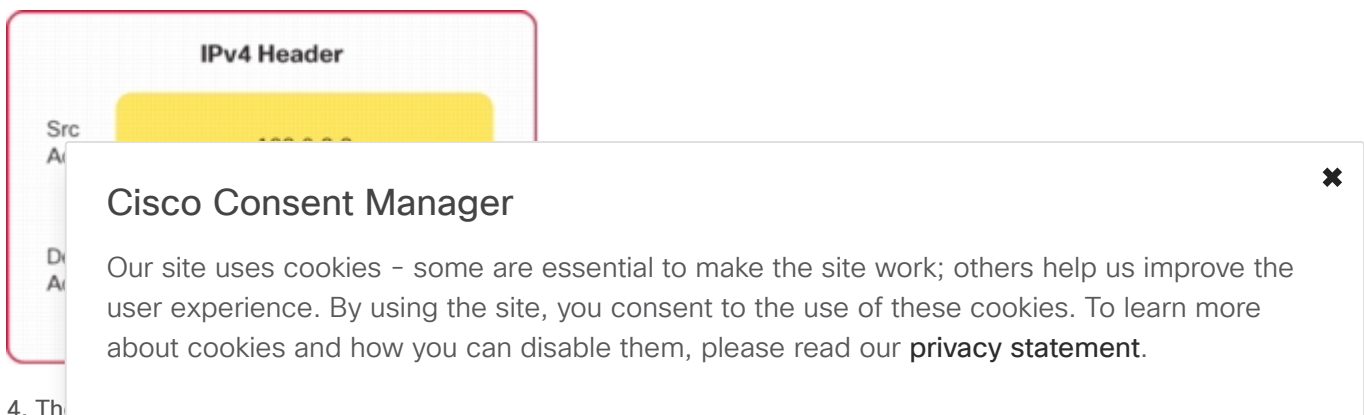 IPv4 Header
Src
Cisco Consent Manager
Our site uses cookies - some are essential to make the site work; others help us improve the
user experience. By using the site, you consent to the use of these cookies. To learn more
about cookies and how you can disable them, please read our privacy statement.
4.